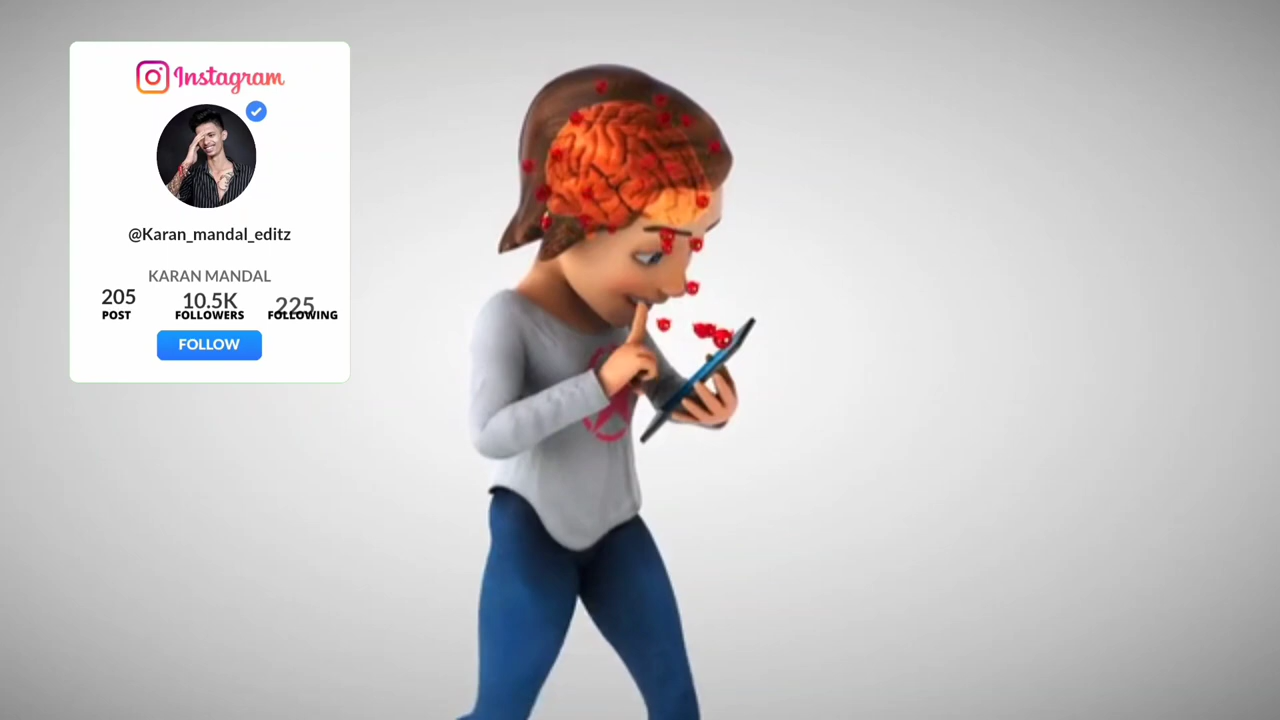 Instagram
@Karan_mandal_editz
KARAN MANDAL
205 10.5K 225
POST FOLLOWERS FOLLOWING
FOLLOW